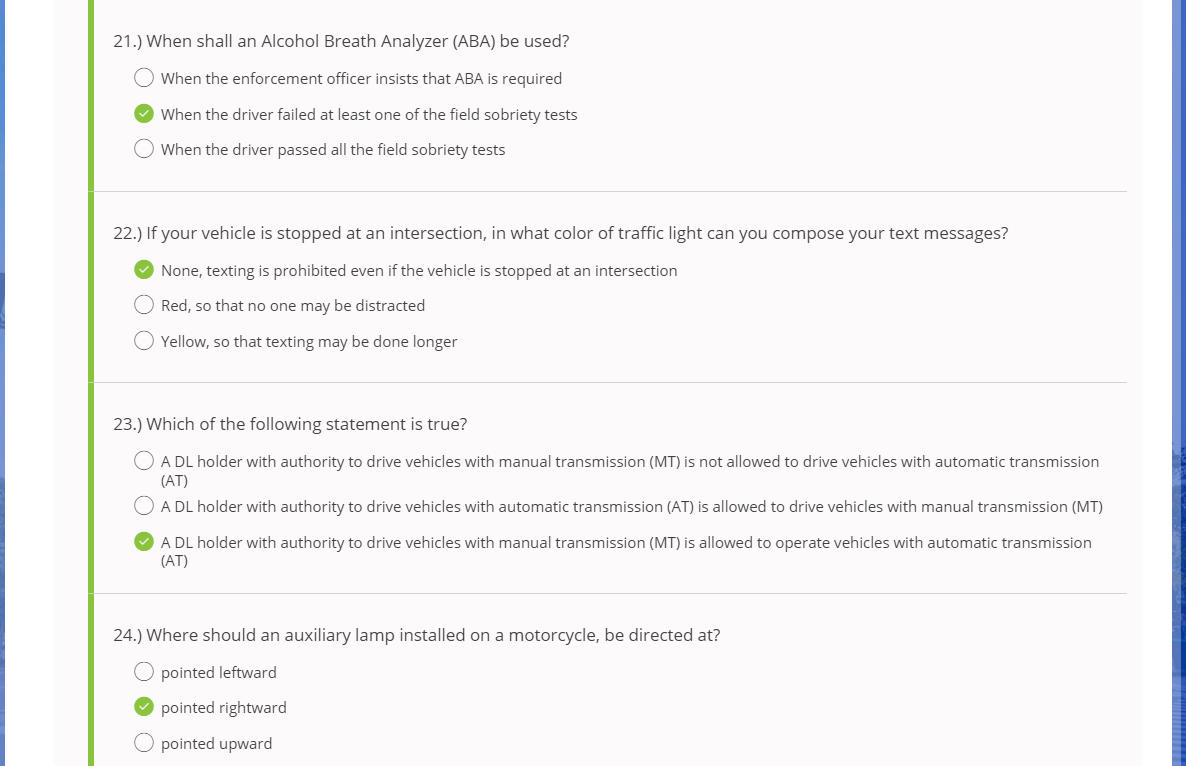 21.) When shall an Alcohol Breath Analyzer (ABA) be used?
When the enforcement officer insists that ABA is required
When the driver failed at least one of the field sobriety tests
When the driver passed all the field sobriety tests
22.) If your vehicle is stopped at an intersection, in what color of traffic light can you compose your text messages?
None, texting is prohibited even if the vehicle is stopped at an intersection
Red, so that no one may be distracted
Yellow, so that texting may be done longer
23.) Which of the following statement is true?
A DL holder with authority to drive vehicles with manual transmission (MT) is not allowed to drive vehicles with automatic transmission
(AT)
A DL holder with authority to drive vehicles with automatic transmission (AT) is allowed to drive vehicles with manual transmission (MT)
A DL holder with authority to drive vehicles with manual transmission (MT) is allowed to operate vehicles with automatic transmission
(AT)
24.) Where should an auxiliary lamp installed on a motorcycle, be directed at?
pointed leftward
pointed rightward
pointed upward